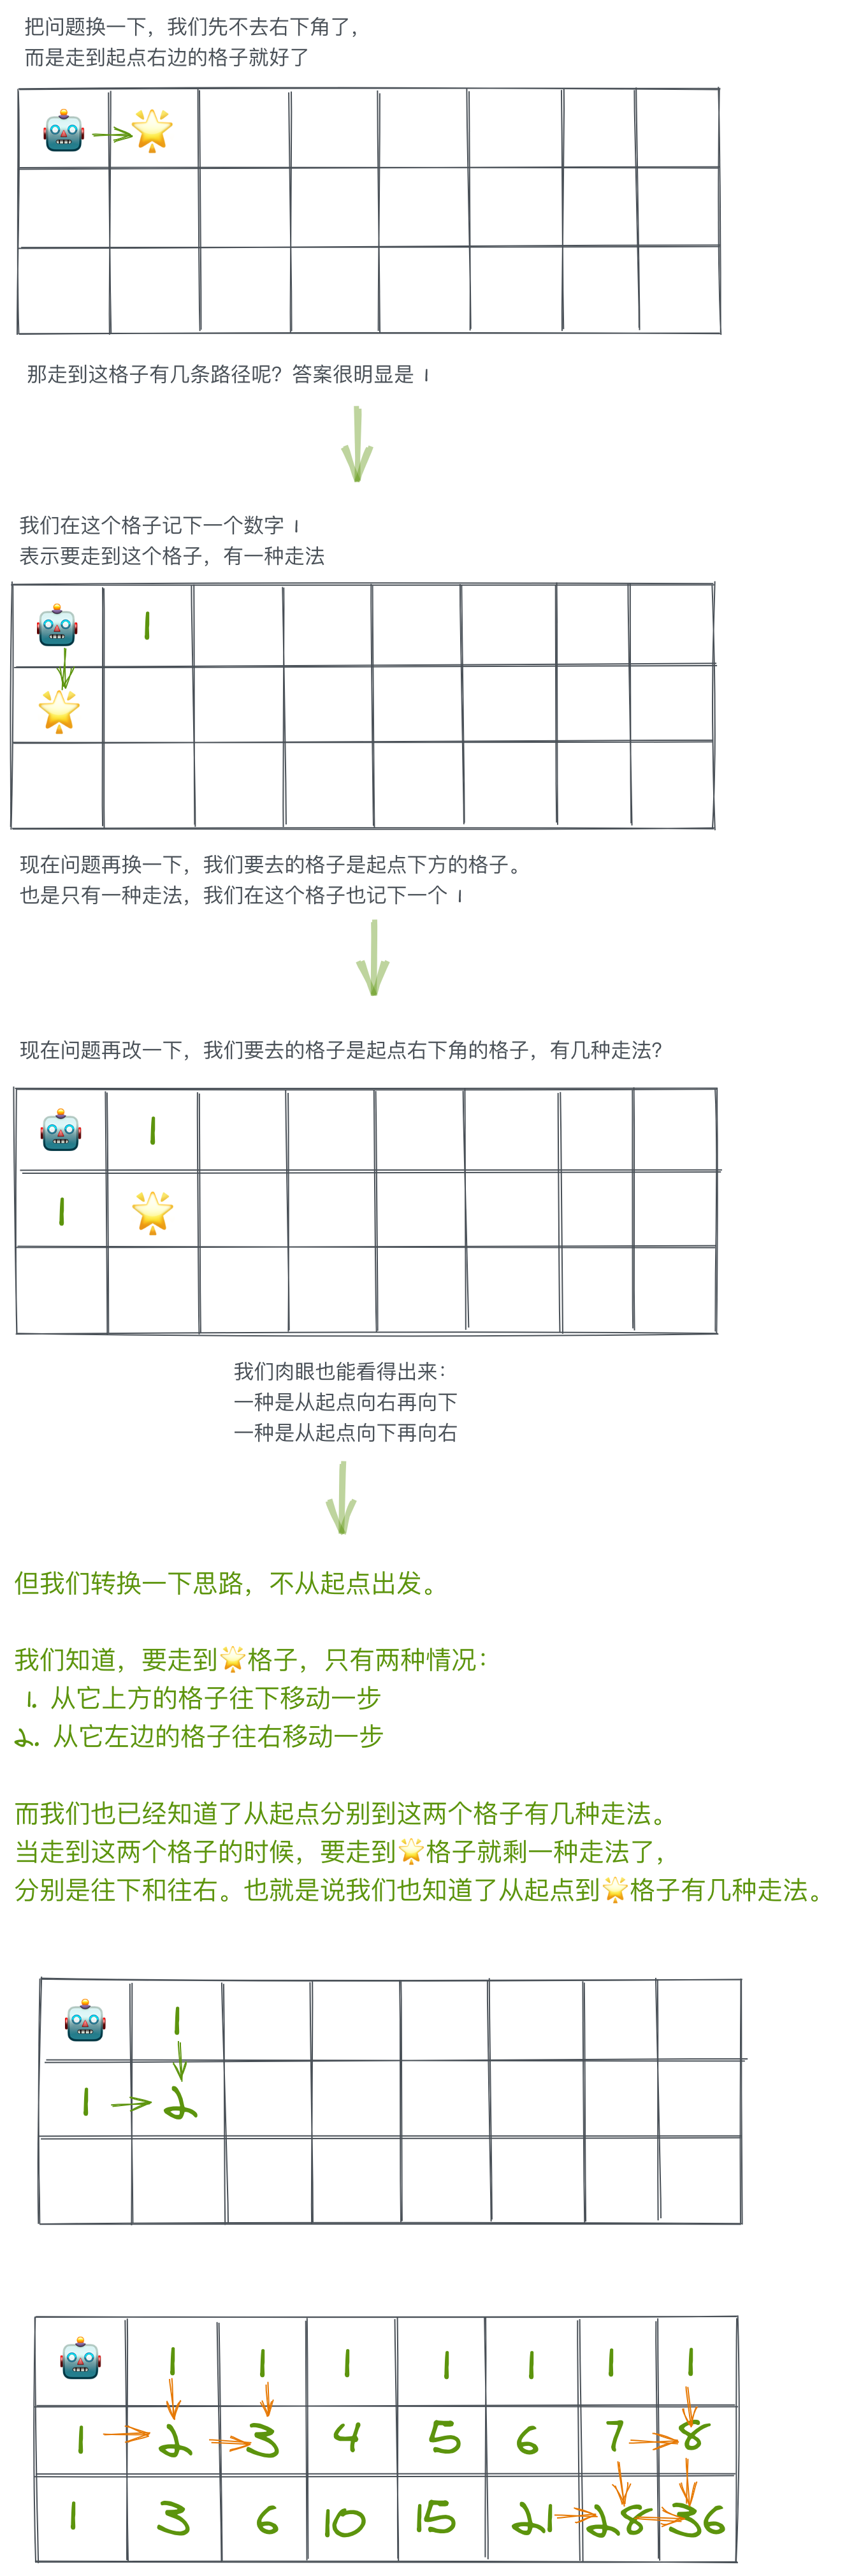 把问题换一下，我们先不去右下角了，
而是走到起点右边的格子就好了
那走到这格子有几条路径呢？答案很明显是 1
我们在这个格子记下一个数字 1
表示要走到这个格子，有一种走法
1
现在问题再换一下，我们要去的格子是起点下方的格子。
也是只有一种走法，我们在这个格子也记下一个 1
现在问题再改一下，我们要去的格子是起点右下角的格子，有几种走法？
1
1
我们肉眼也能看得出来：
一种是从起点向右再向下
一种是从起点向下再向右
但我们转换一下思路，不从起点出发。
我们知道，要走到🌟格子，只有两种情况：
1. 从它上方的格子往下移动一步
2. 从它左边的格子往右移动一步
而我们也已经知道了从起点分别到这两个格子有几种走法。
当走到这两个格子的时候，要走到🌟格子就剩一种走法了，
分别是往下和往右。也就是说我们也知道了从起点到🌟格子有几种走法。
1
1 2
1 1 1 1 1 1 1
1 2 3 4 5 6 7 8
1 3 6 10 15 21 28 36